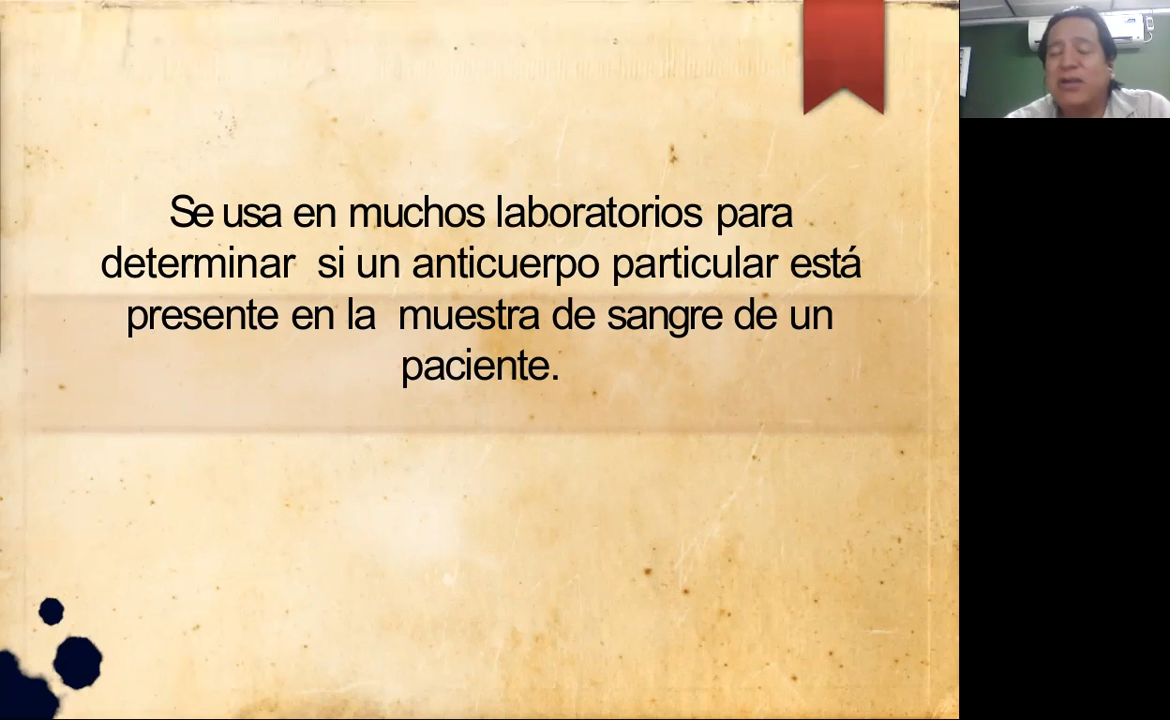 Se usa en muchos laboratorios para
determinar si un anticuerpo particular está
presente en la muestra de sangre de un
paciente.